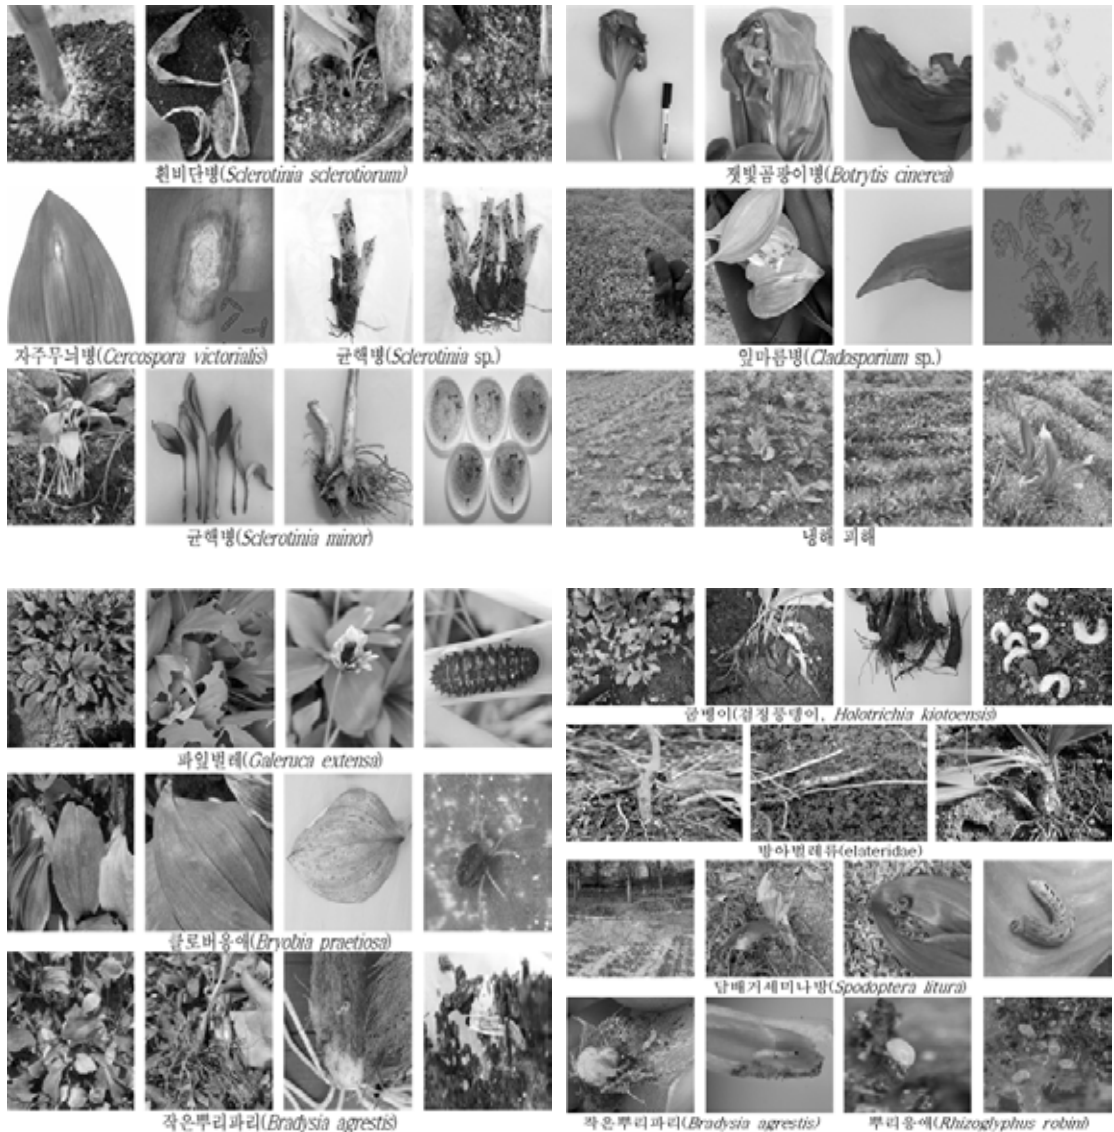 흰비단병(Sclerotinia sclerotiorum)
잿빛곰팡이병(Botrytis cinerea)
자주무늬병(Cercospora victorialis)
균핵병(Sclerotinia sp.)
잎마름병(Cladosporium sp.)
균핵병(Sclerotinia minor)
냉해 피해
파잎벌레(Galeruca extensa)
굼벵이(검정풍뎅이, Holotrichia kiotoensis)
방아벌레류(elateridae)
클로버응애(Bryobia praetiosa)
담배거세미나방(Spodoptera litura)
작은뿌리파리(Bradysia agrestis)
작은뿌리파리(Bradysia agrestis)
뿌리응애(Rhizoglyphus robini)